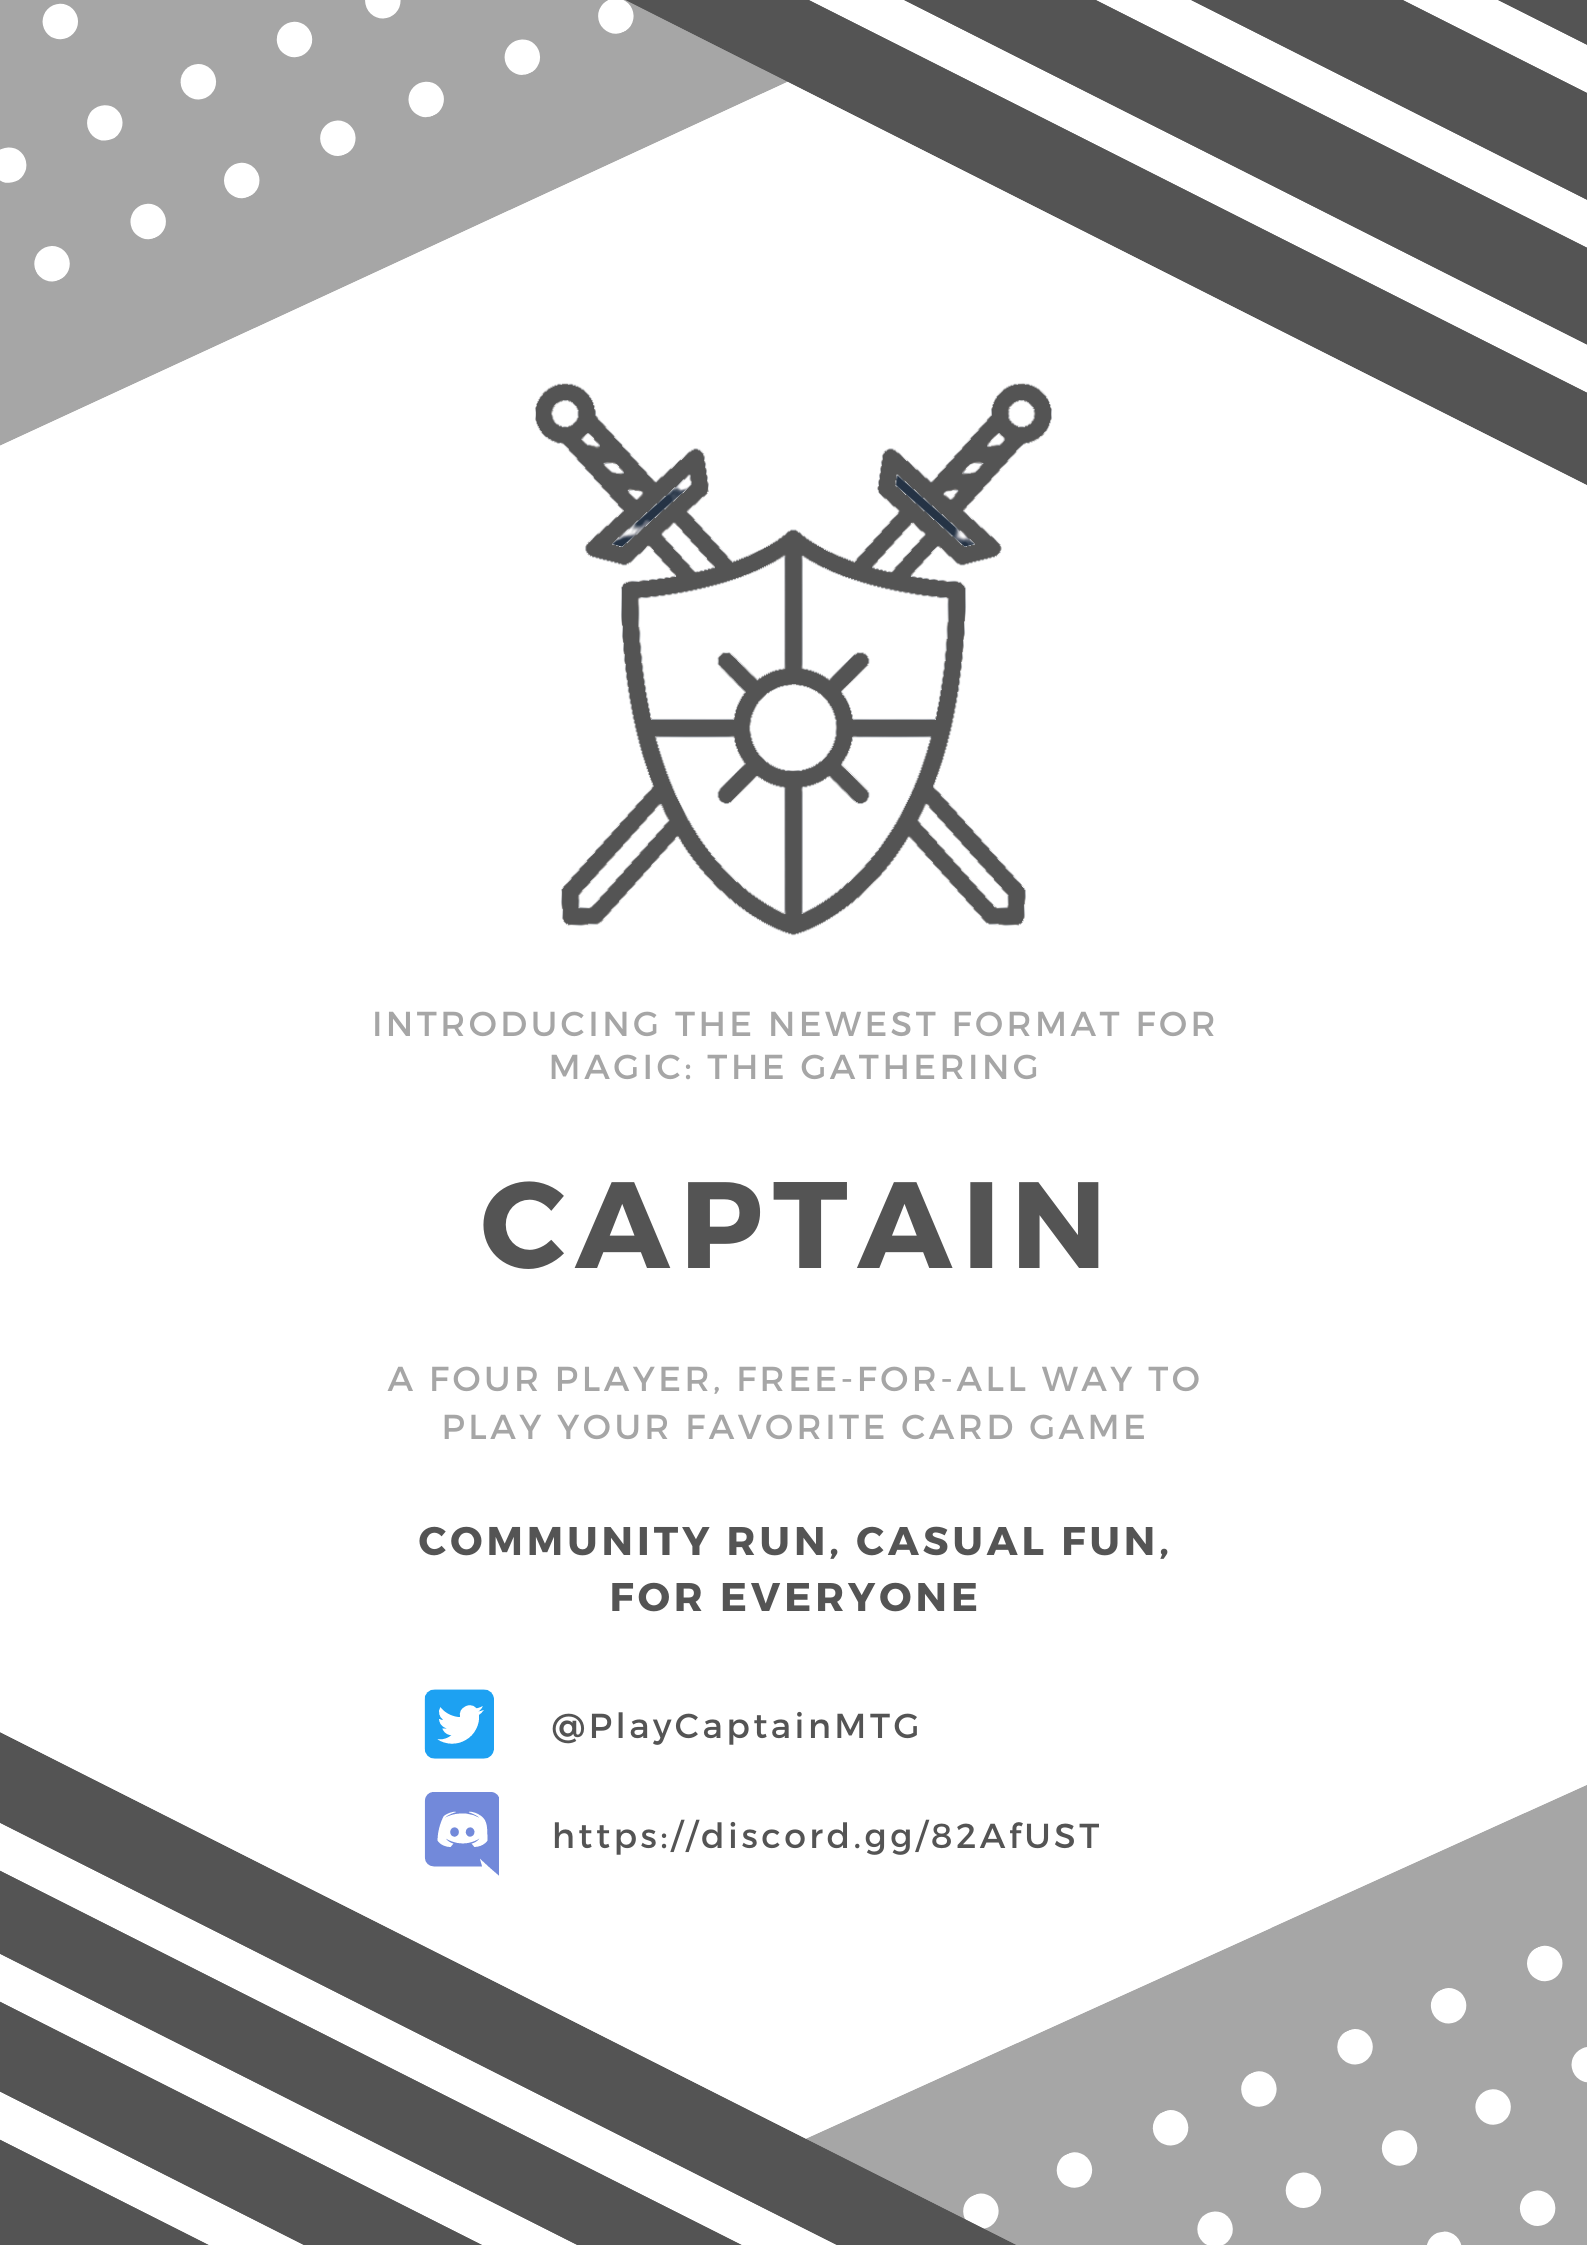 INTRODUCING THE NEWEST FORMAT FOR
MAGIC: THE GATHERING
CAPTAIN
A FOUR PLAYER, FREE-FOR-ALL WAY TO
PLAY YOUR FAVORITE CARD GAME
COMMUNITY RUN, CASUAL FUN,
FOR EVERYONE
@PlayCaptainMTG
https://discord.gg/82AfUST